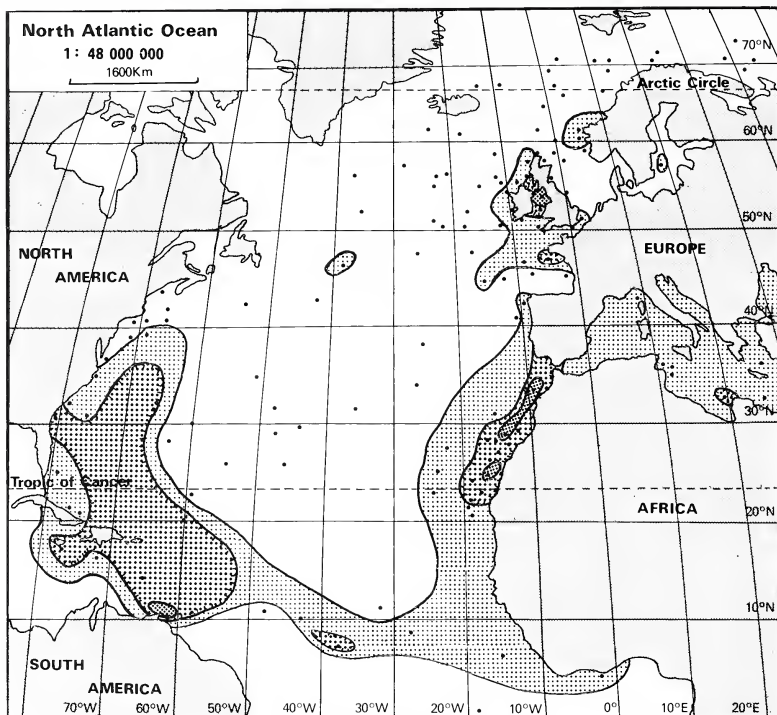 North Atlantic Ocean
1: 48 000 000
1600Km
70°N
Arctic Circle
60°N
50°N
NORTH
AMERICA
EUROPE
40°N
30°N
Tropic of Cancer
AFRICA
20°N
10°N
SOUTH
AMERICA
70°W
60°W
50°W
40°W
30°W
20°W
10°W
0°
10°E
20°E